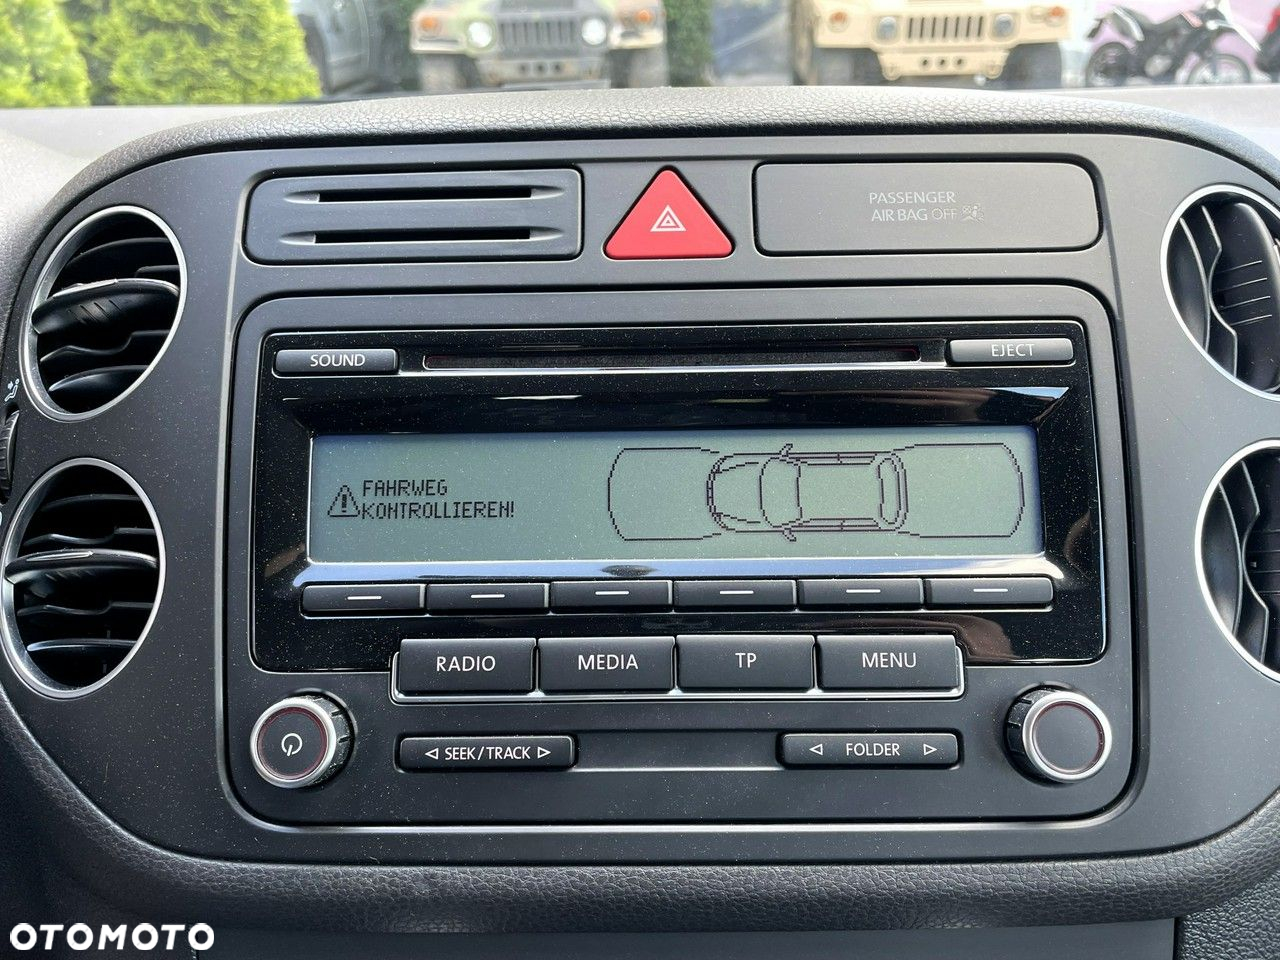 PASSENGER
AIR BAG OFF
SOUND
EJECT
FAHRWEG
KONTROLLIEREN!
RADIO
MEDIA
TP
MENU
SEEK/TRACK
FOLDER
OTOMOTO